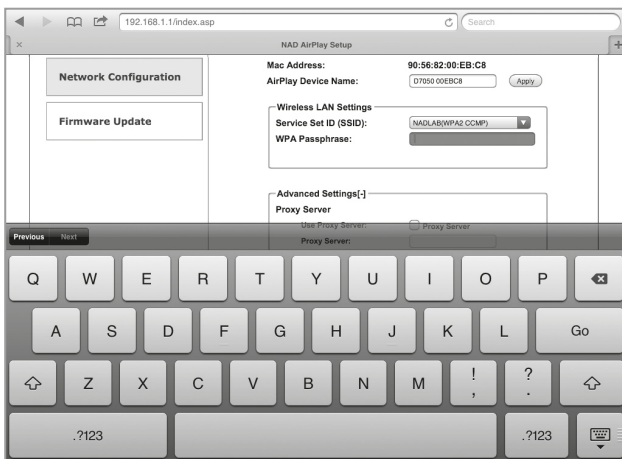 192.168.1.1/index.asp
Search
NAD AirPlay Setup
Network Configuration
Firmware Update
Mac Address: 90:56:82:00:EB:C8
AirPlay Device Name: D7050 00EBC8 Apply
Wireless LAN Settings
Service Set ID (SSID): NADLAB(WPA2 CCMP)
WPA Passphrase:
Advanced Settings[-]
Proxy Server
Use Proxy Server: Proxy Server
Proxy Server:
Previous Next
Q W E R T Y U I O P
A S D F G H J K L Go
Z X C V B N M ! , ? .
.?123 .?123